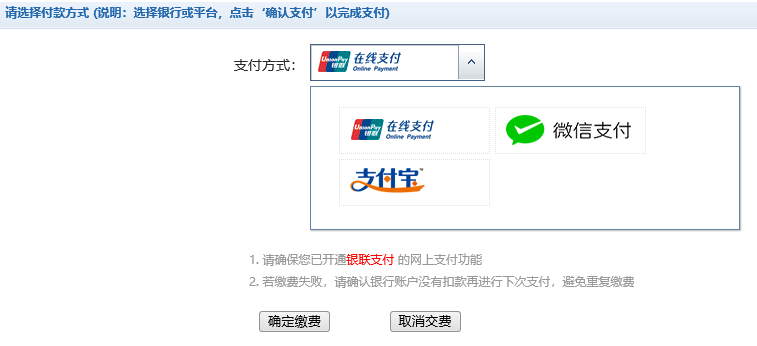 请选择付款方式 (说明：选择银行或平台，点击‘确认支付’以完成支付)
支付方式：
UnionPay 银联 在线支付 Online Payment
UnionPay 银联 在线支付 Online Payment
微信支付
支付宝™
1. 请确保您已开通银联支付 的网上支付功能
2. 若缴费失败，请确认银行账户没有扣款再进行下次支付，避免重复缴费
确定缴费
取消交费